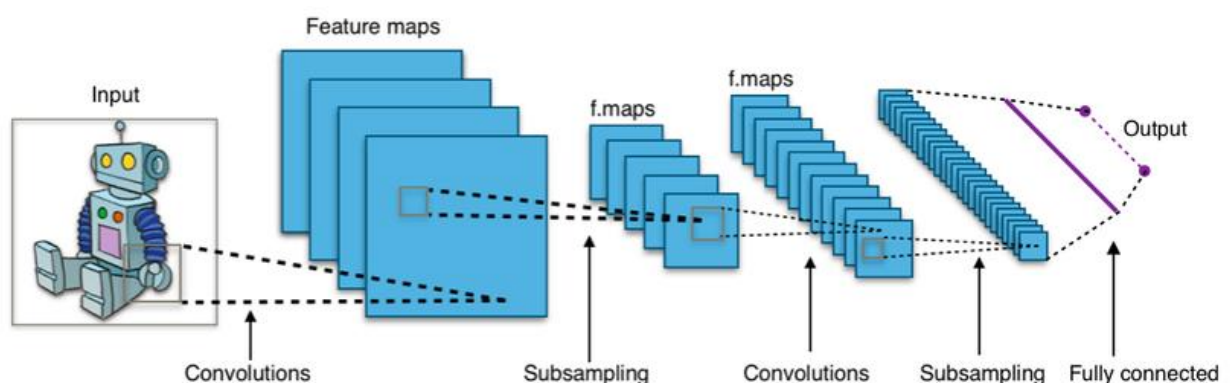 Feature maps
Input
f.maps
f.maps
Output
Convolutions
Subsampling
Convolutions
Subsampling
Fully connected